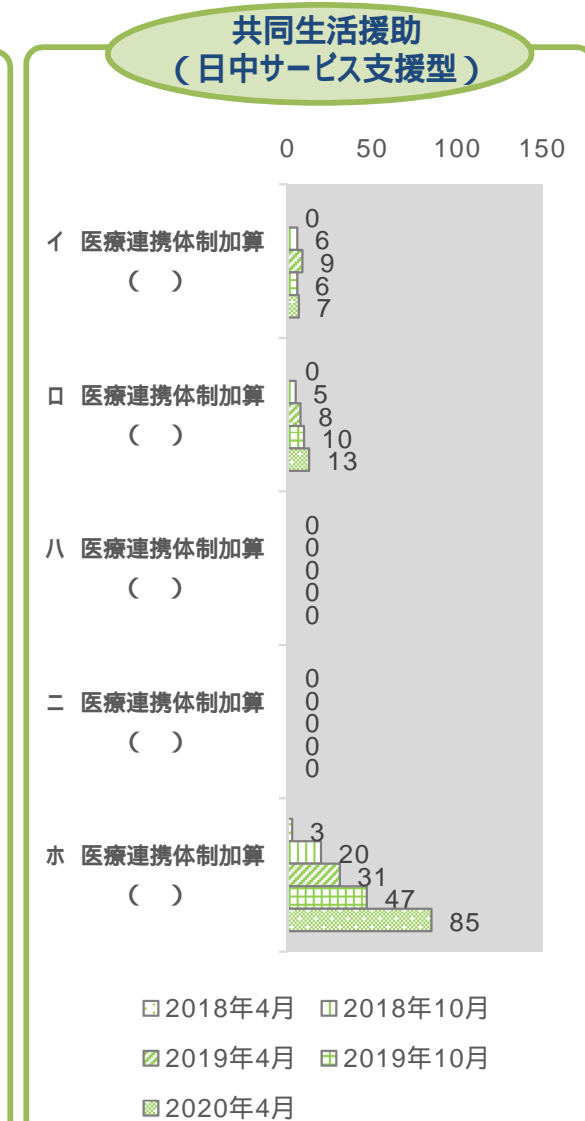 共同生活援助
（日中サービス支援型）
0 50 100 150
イ 医療連携体制加算
（　）
0
6
9
6
7
ロ 医療連携体制加算
（　）
0
5
8
10
13
ハ 医療連携体制加算
（　）
0
0
0
0
0
ニ 医療連携体制加算
（　）
0
0
0
0
0
ホ 医療連携体制加算
（　）
3
20
31
47
85
2018年4月 2018年10月
2019年4月 2019年10月
2020年4月